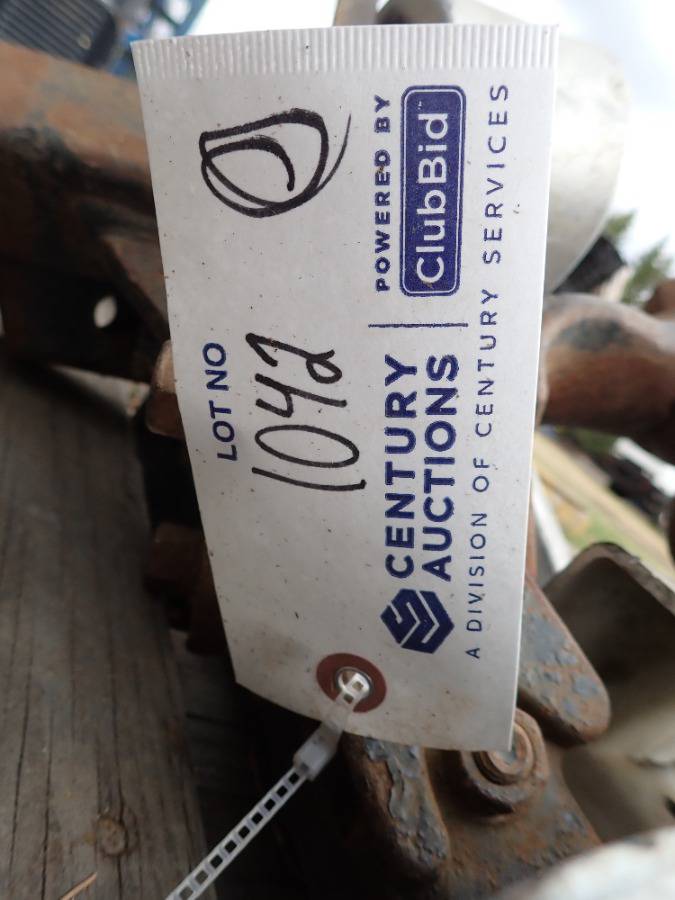 LOT NO
1042
CENTURY
AUCTIONS
POWERED BY
ClubBid
A DIVISION OF CENTURY SERVICES